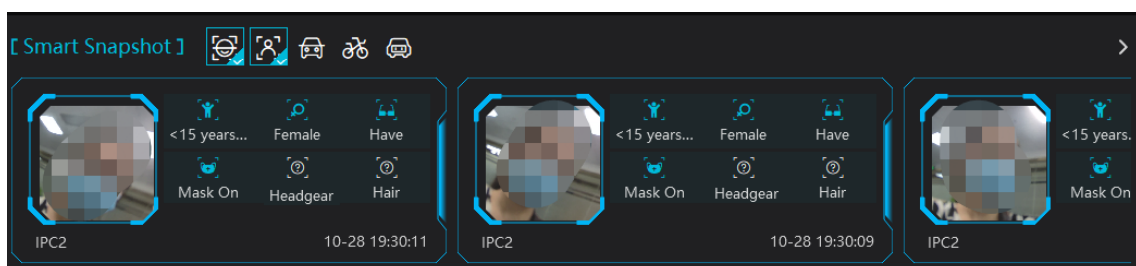 [ Smart Snapshot ]
<15 years... Female Have
Mask On Headgear Hair
IPC2 10-28 19:30:11
<15 years... Female Have
Mask On Headgear Hair
IPC2 10-28 19:30:09
<15 years.
Mask On
IPC2